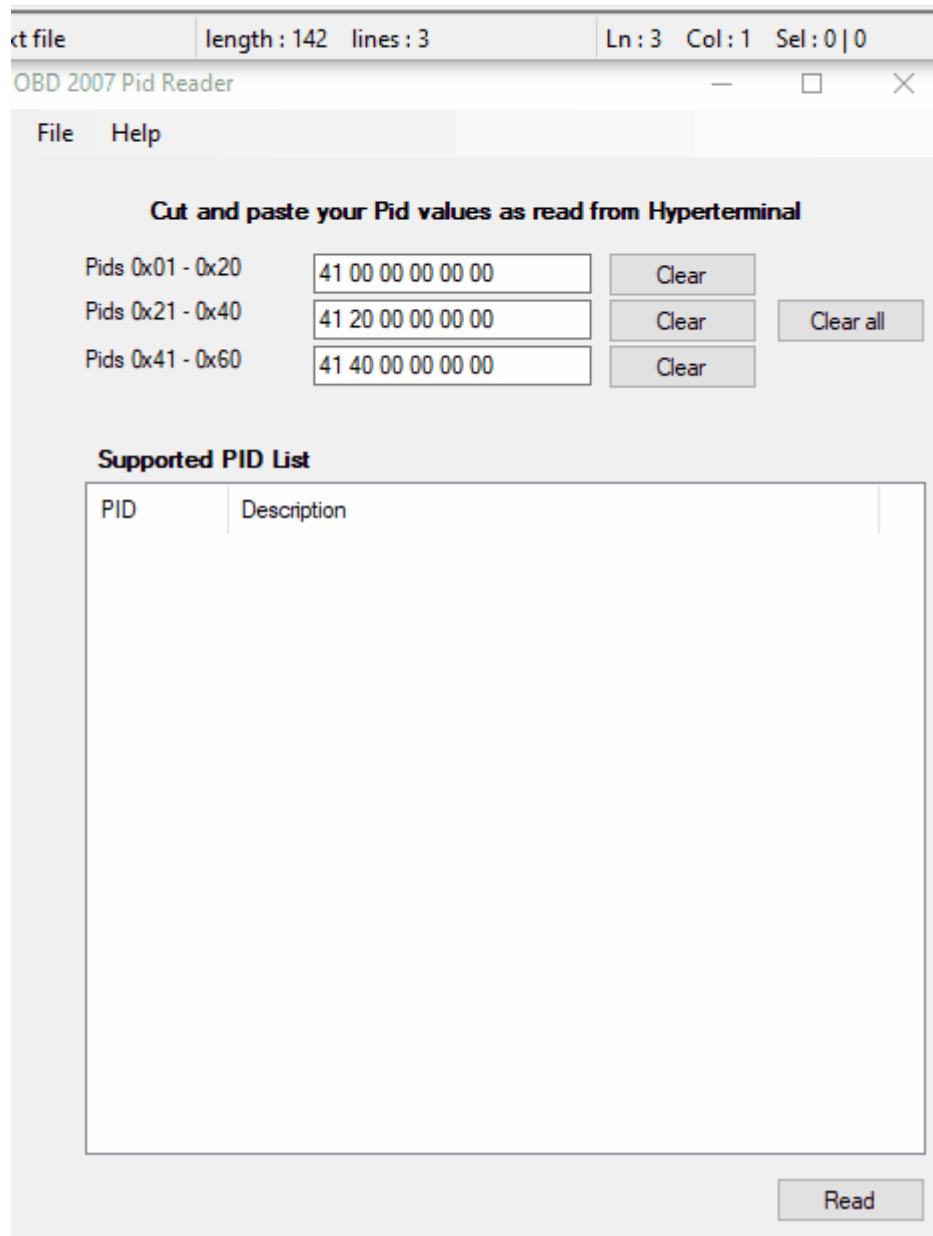 xt file length : 142 lines : 3 Ln : 3 Col : 1 Sel : 0 | 0
OBD 2007 Pid Reader
File Help
Cut and paste your Pid values as read from Hyperterminal
Pids 0x01 - 0x20 41 00 00 00 00 00 Clear
Pids 0x21 - 0x40 41 20 00 00 00 00 Clear Clear all
Pids 0x41 - 0x60 41 40 00 00 00 00 Clear
Supported PID List
PID Description
Read